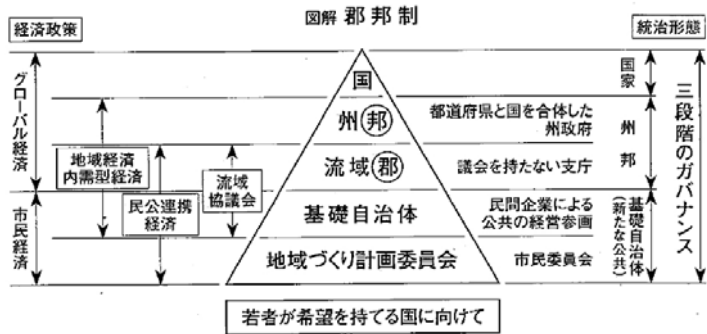 図解 郡邦制
経済政策
統治形態
グローバル経済
市民経済
地域経済
内需型経済
民公連携
経済
流域
協議会
国
州邦
流域郡
基礎自治体
地域づくり計画委員会
都道府県と国を合体した
州政府
議会を持たない支庁
民間企業による
公共の経営参画
市民委員会
国家
州邦
基礎自治体
(新たな公共)
三段階のガバナンス
若者が希望を持てる国に向けて